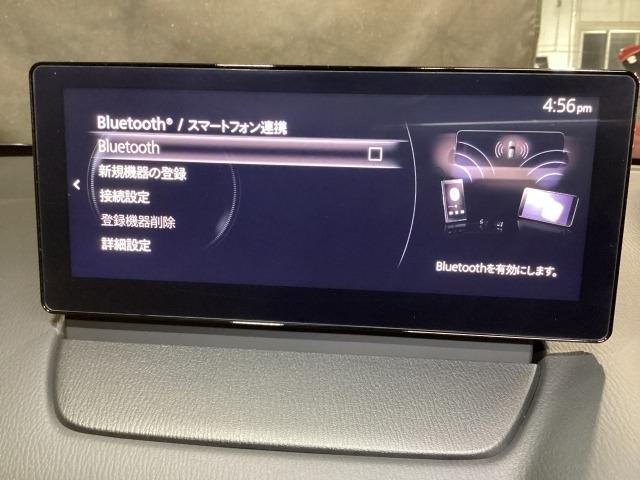 4:56pm
Bluetooth® / スマートフォン連携
Bluetooth
新規機器の登録
接続設定
登録機器削除
詳細設定
Bluetoothを有効にします。